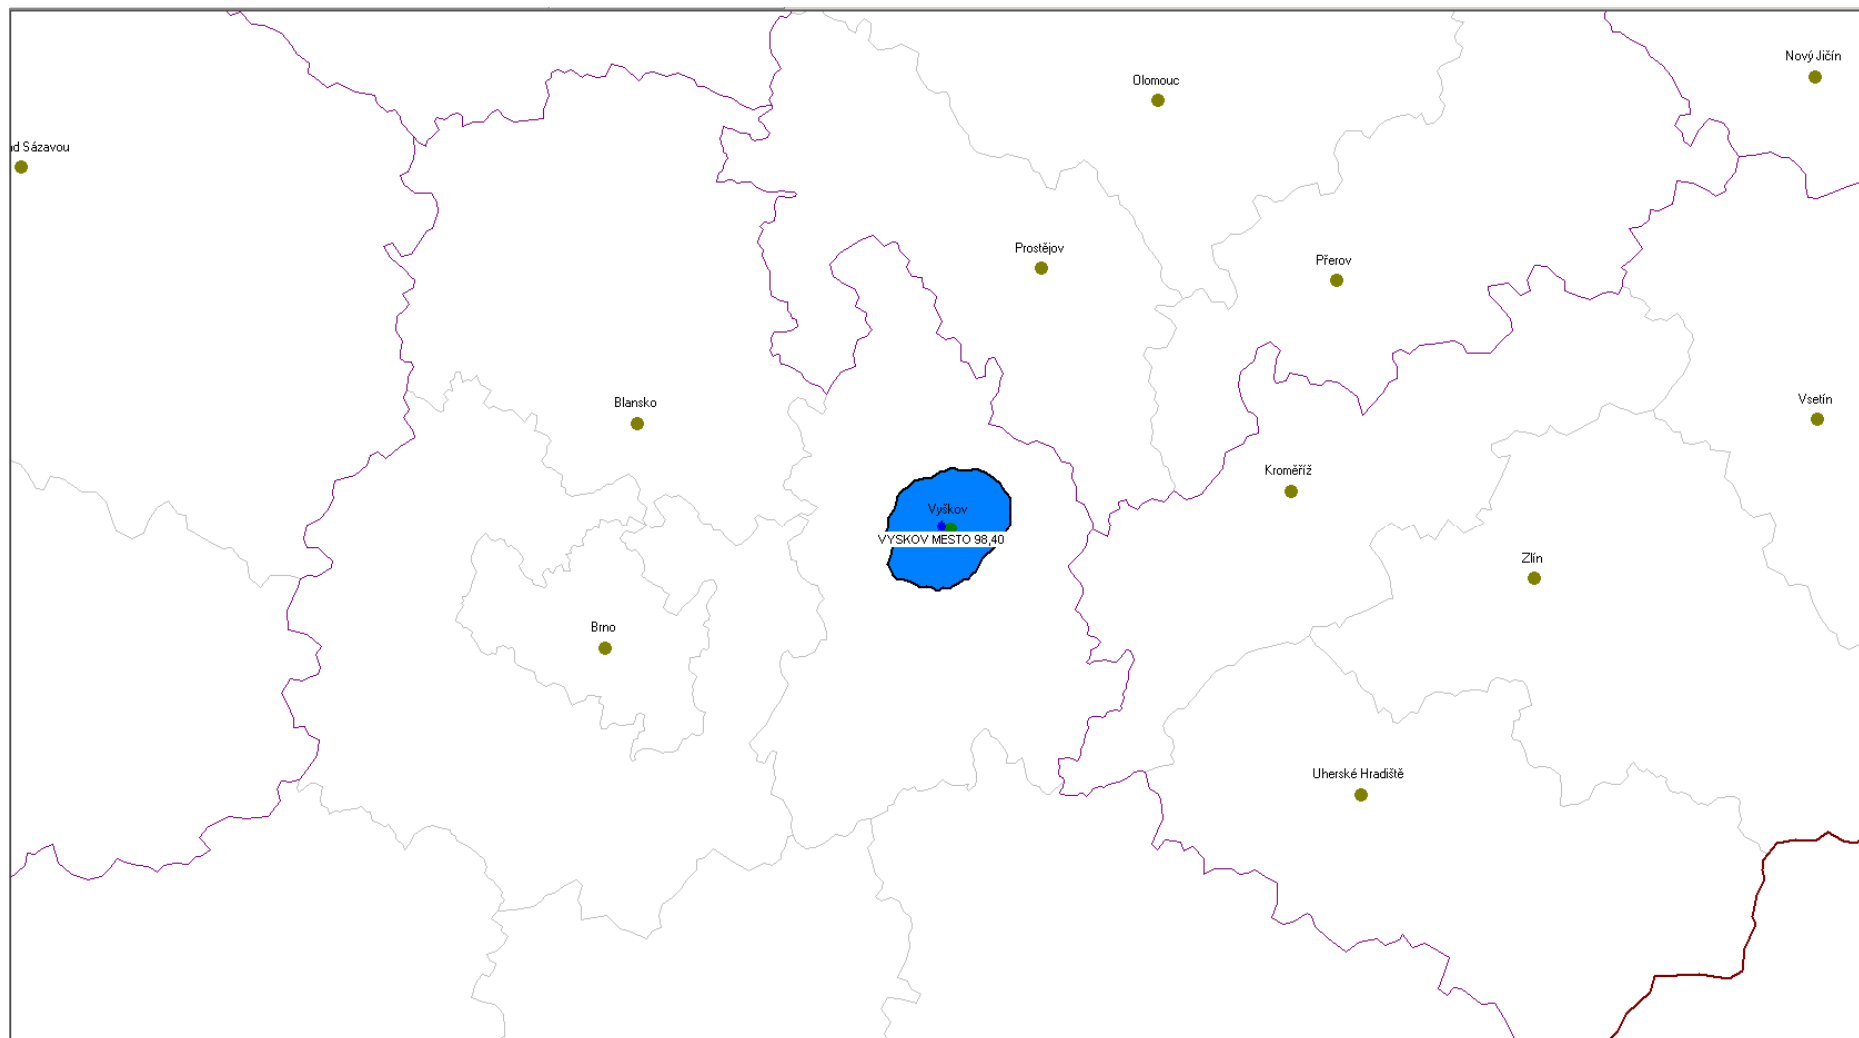 Nový Jičín
Olomouc
d Sázavou
Prostějov
Přerov
Blansko
Vsetín
Kroměříž
Vyškov
VYSKOV MESTO 98,40
Zlín
Brno
Uherské Hradiště